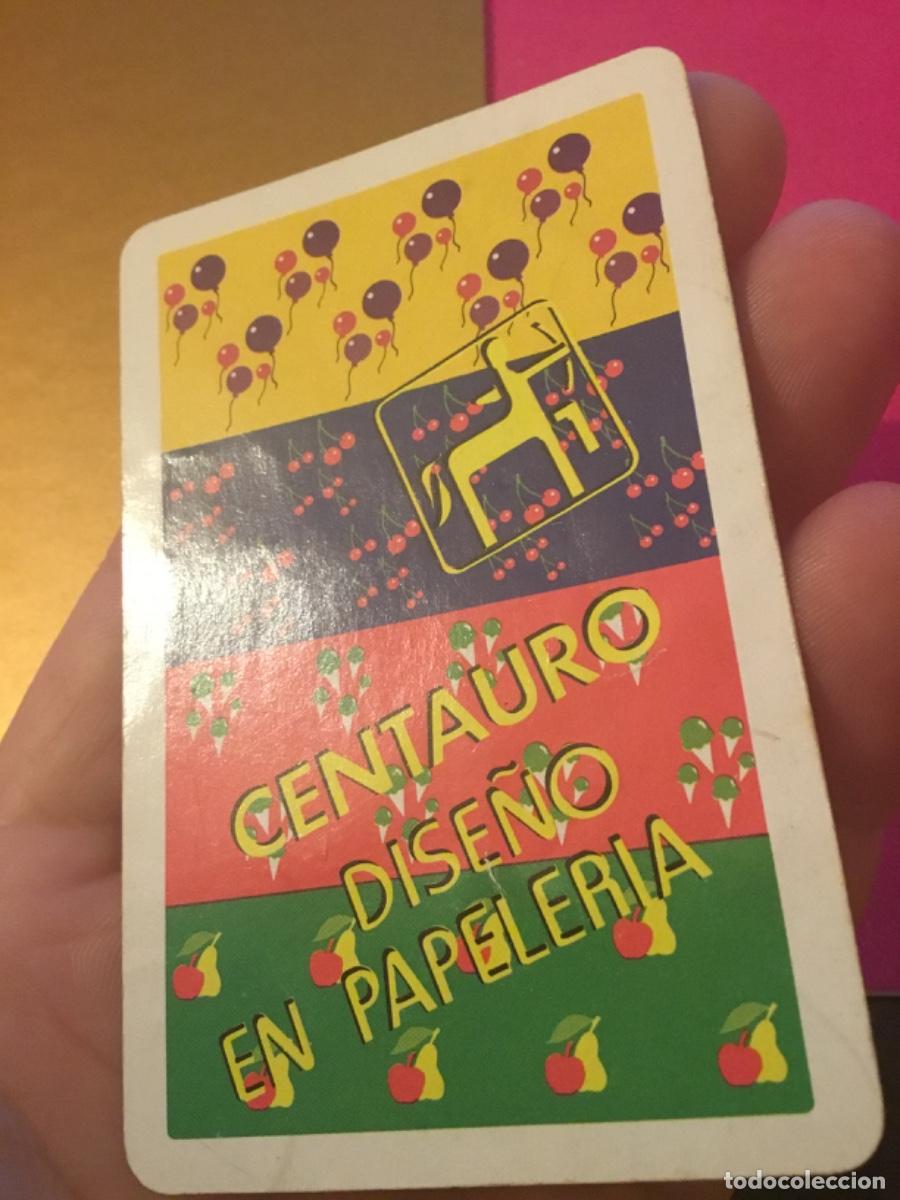 CENTAURO
DISEÑO
EN PAPELERIA
todocoleccion